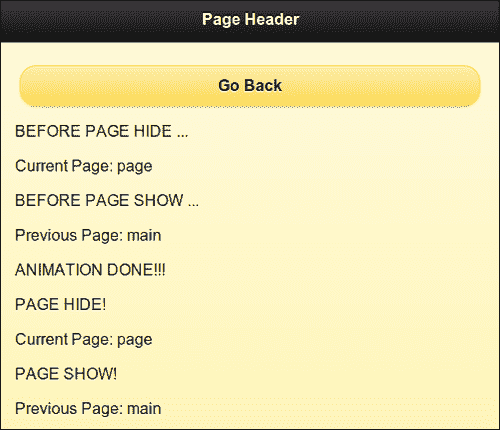 Page Header
Go Back
BEFORE PAGE HIDE ...
Current Page: page
BEFORE PAGE SHOW ...
Previous Page: main
ANIMATION DONE!!!
PAGE HIDE!
Current Page: page
PAGE SHOW!
Previous Page: main